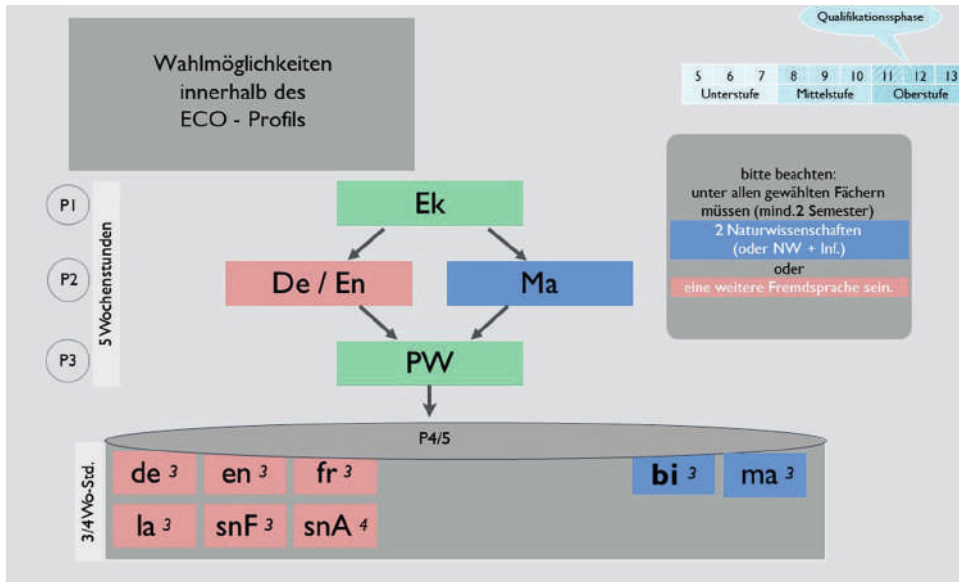 Qualifikationssphase
Wahlmöglichkeiten
innerhalb des
ECO - Profils
5 6 7 8 9 10 11 12 13
Unterstufe Mittelstufe Oberstufe
bitte beachten:
unter allen gewählten Fächern
müssen (mind.2 Semester)
2 Naturwissenschaften
(oder NW + Inf.)
oder
eine weitere Fremdsprache sein.
5 Wochenstunden
P1
Ek
P2
De / En
Ma
P3
PW
P4/5
3/4 Wo-Std.
de 3
en 3
fr 3
bi 3
ma 3
la 3
snF 3
snA 4